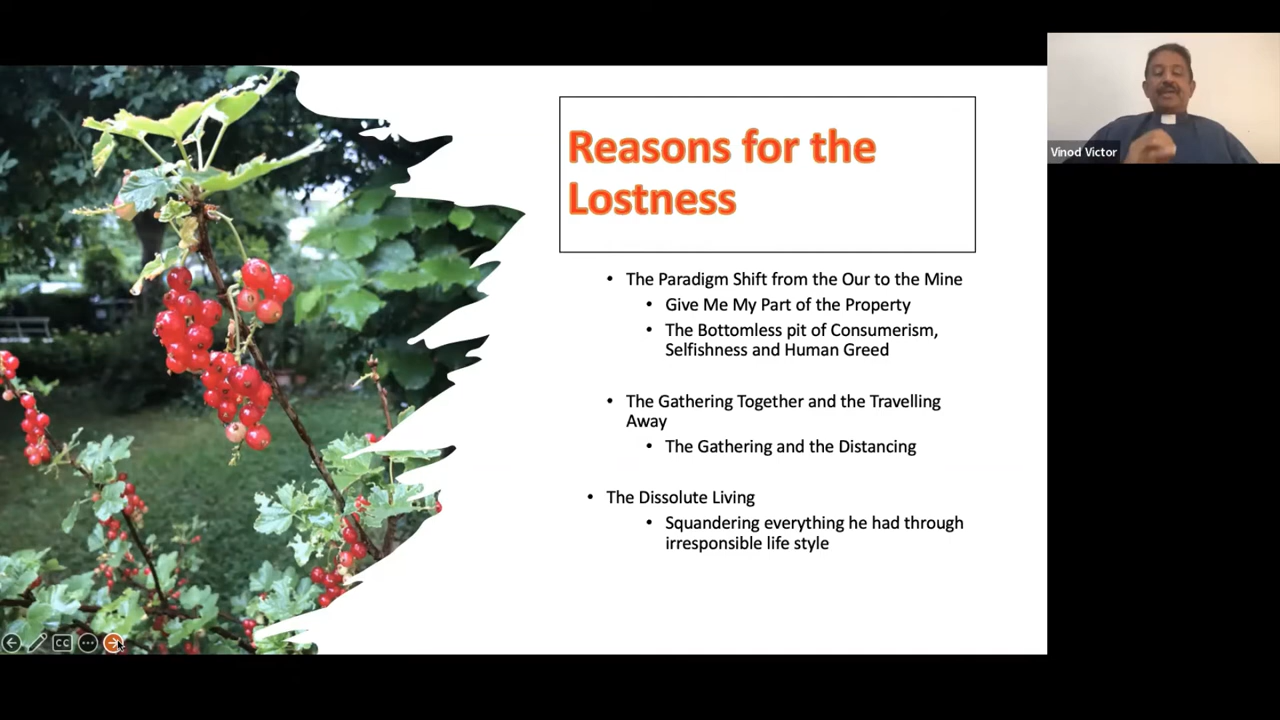 Reasons for the
Lostness
• The Paradigm Shift from the Our to the Mine
• Give Me My Part of the Property
• The Bottomless pit of Consumerism,
Selfishness and Human Greed
• The Gathering Together and the Travelling
Away
• The Gathering and the Distancing
• The Dissolute Living
• Squandering everything he had through
irresponsible life style
Vinod Victor
CC